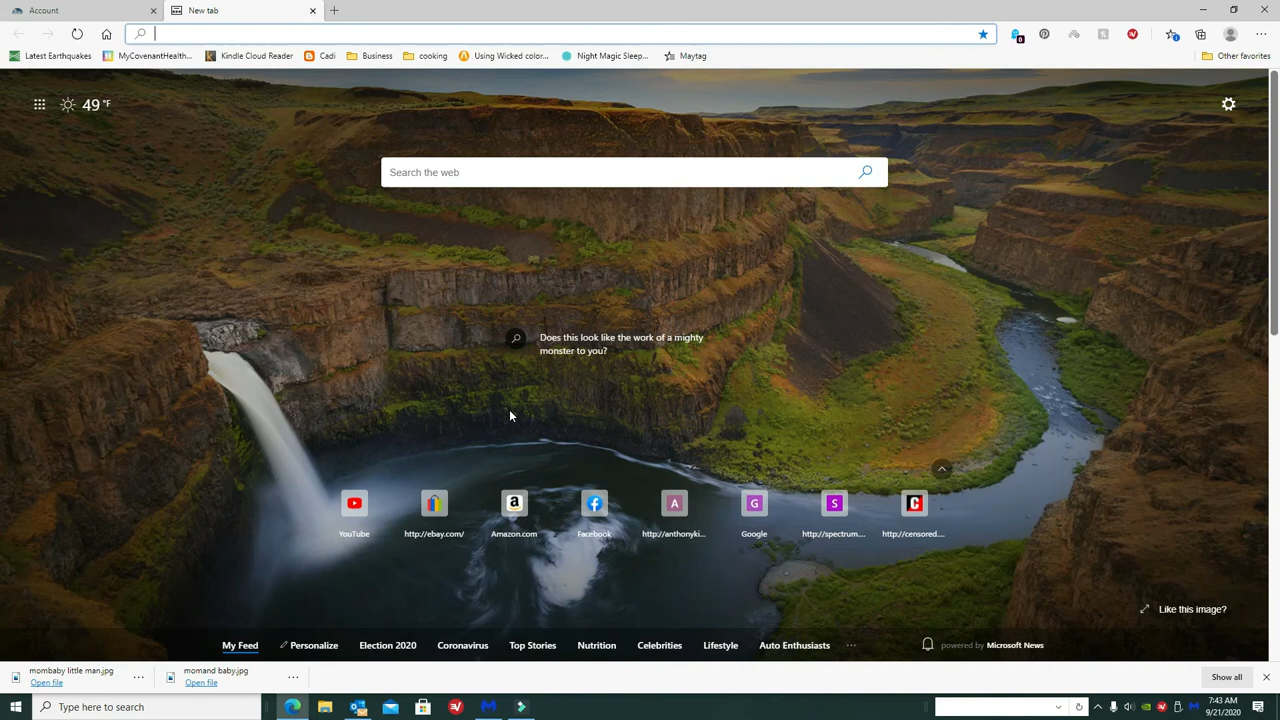 Account
New tab
Latest Earthquakes
MyCovenantHealth...
Kindle Cloud Reader
Cadi
Business
cooking
Using Wicked color...
Night Magic Sleep...
Maytag
Other favorites
49 °F
Search the web
Does this look like the work of a mighty
monster to you?
YouTube
http://ebay.com/
Amazon.com
Facebook
A
http://anthonyki...
G
Google
S
http://spectrum....
C
http://censored....
Like this image?
My Feed
Personalize
Election 2020
Coronavirus
Top Stories
Nutrition
Celebrities
Lifestyle
Auto Enthusiasts
...
powered by Microsoft News
mombaby little man.jpg
Open file
momand baby.jpg
Open file
Show all
Type here to search
7:43 AM
9/21/2020